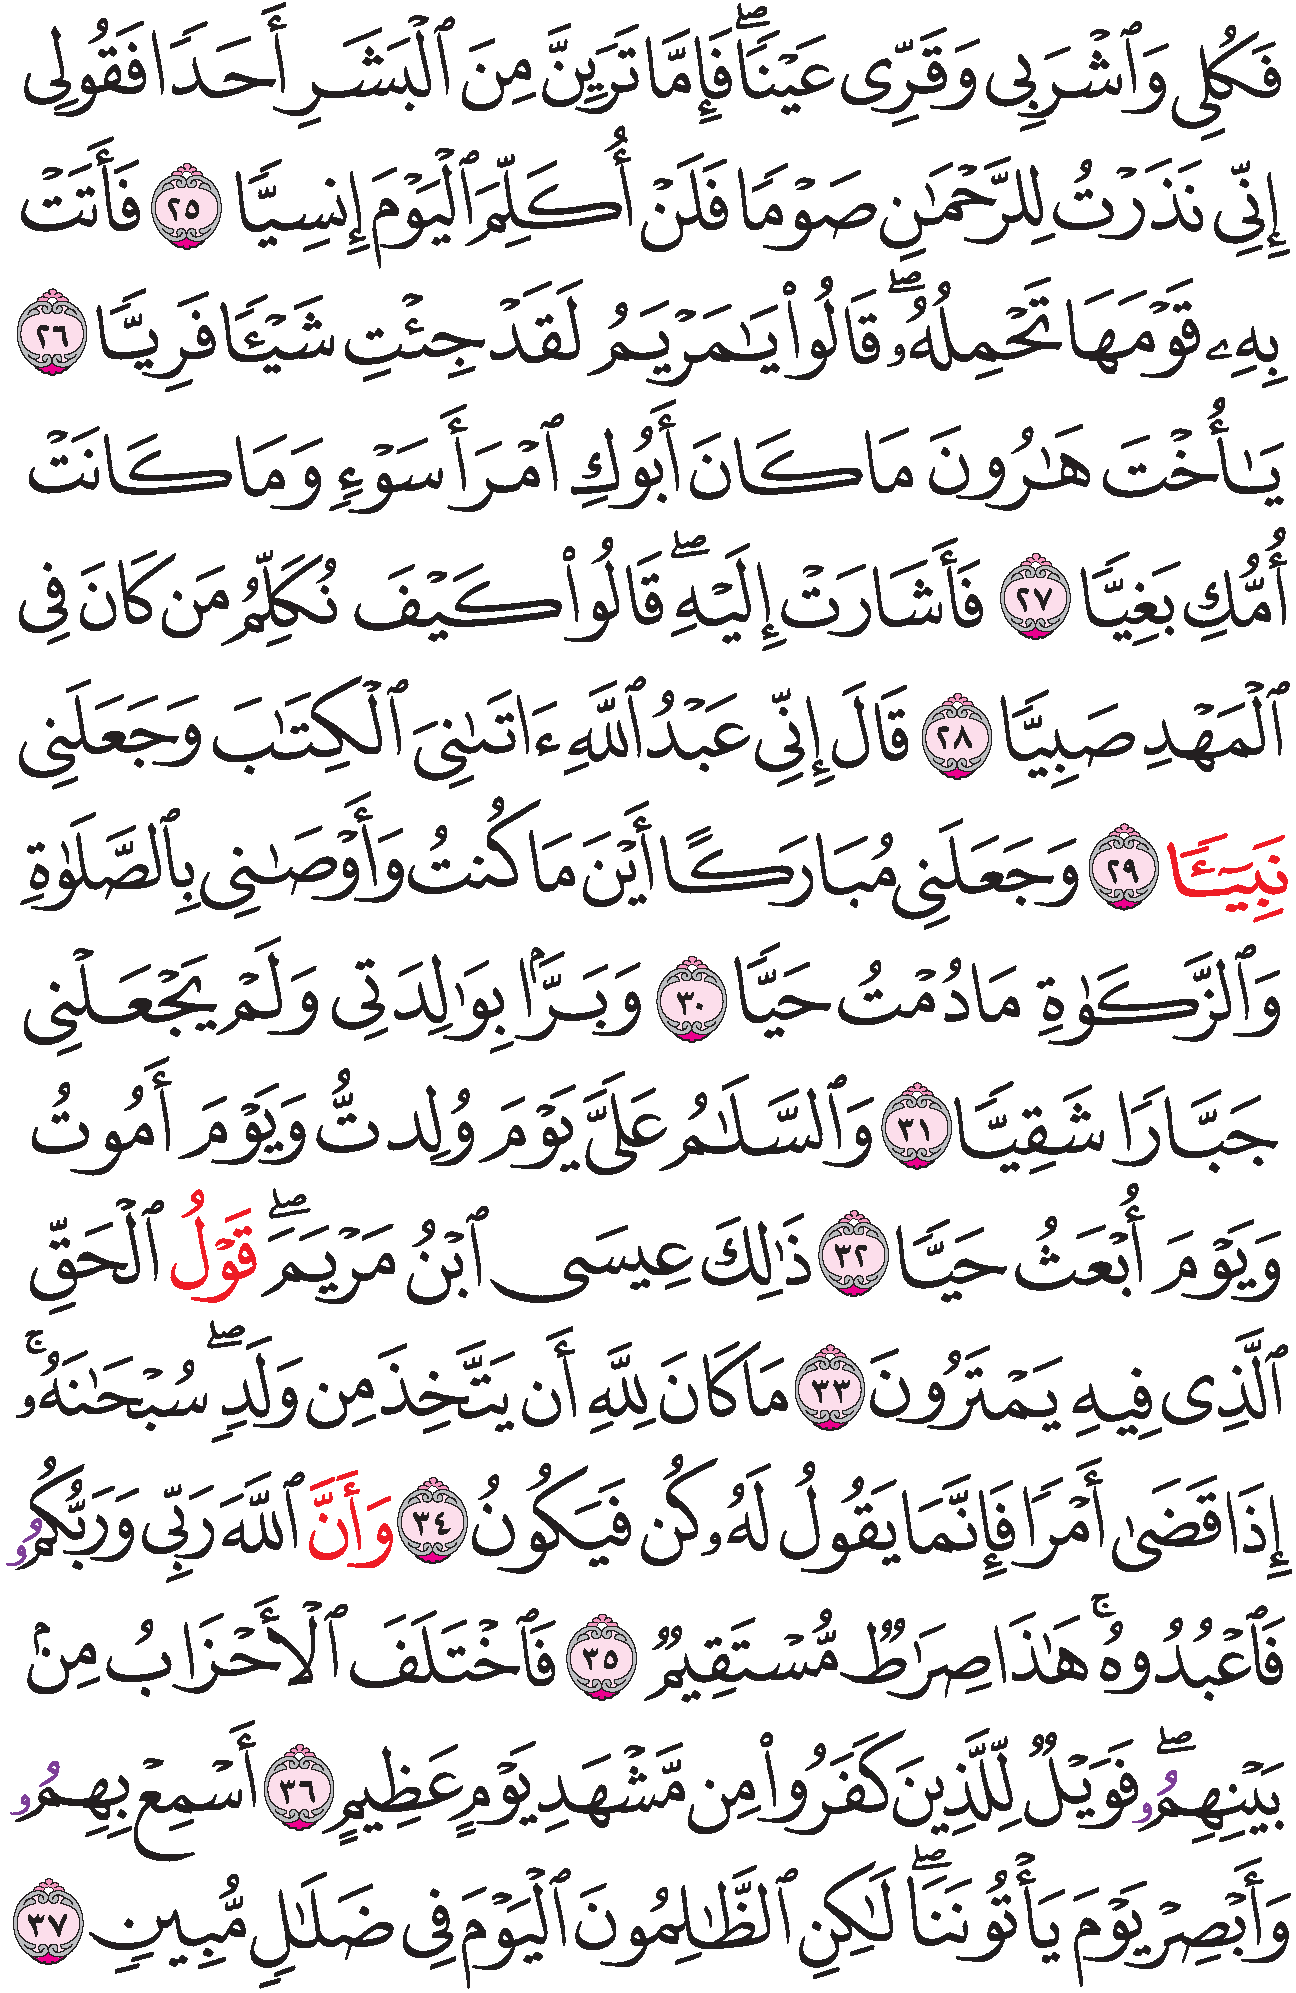 فَكُلِى وَٱشْرَبِى وَقَرِّى عَيْنًاۖ فَإِمَّا تَرَيِنَّ مِنَ ٱلْبَشَرِ أَحَدًا فَقُولِى
إِنِّى نَذَرْتُ لِلرَّحْمَٰنِ صَوْمًا فَلَنْ أُكَلِّمَ ٱلْيَوْمَ إِنسِيًّا ٢٥ فَأَتَتْ
بِهِۦ قَوْمَهَا تَحْمِلُهُۥۖ قَالُوا۟ يَٰمَرْيَمُ لَقَدْ جِئْتِ شَيْـًٔا فَرِيًّا ٢٦
يَٰأُخْتَ هَٰرُونَ مَا كَانَ أَبُوكِ ٱمْرَأَ سَوْءٍ وَمَا كَانَتْ
أُمُّكِ بَغِيًّا ٢٧ فَأَشَارَتْ إِلَيْهِۖ قَالُوا۟ كَيْفَ نُكَلِّمُ مَن كَانَ فِى
ٱلْمَهْدِ صَبِيًّا ٢٨ قَالَ إِنِّى عَبْدُ ٱللَّهِ ءَاتَىٰنِىَ ٱلْكِتَٰبَ وَجَعَلَنِى
نَبِيـًٔا ٢٩ وَجَعَلَنِى مُبَارَكًا أَيْنَ مَا كُنتُ وَأَوْصَٰنِى بِٱلصَّلَوٰةِ
وَٱلزَّكَوٰةِ مَا دُمْتُ حَيًّا ٣٠ وَبَرًّۢا بِوَٰلِدَتِى وَلَمْ يَجْعَلْنِى
جَبَّارًا شَقِيًّا ٣١ وَٱلسَّلَٰمُ عَلَىَّ يَوْمَ وُلِدتُّ وَيَوْمَ أَمُوتُ
وَيَوْمَ أُبْعَثُ حَيًّا ٣٢ ذَٰلِكَ عِيسَى ٱبْنُ مَرْيَمَۖ قَوْلُ ٱلْحَقِّ
ٱلَّذِى فِيهِ يَمْتَرُونَ ٣٣ مَا كَانَ لِلَّهِ أَن يَتَّخِذَ مِن وَلَدٍۖ سُبْحَٰنَهُۥۚ
إِذَا قَضَىٰ أَمْرًا فَإِنَّمَا يَقُولُ لَهُۥ كُن فَيَكُونُ ٣٤ وَأَنَّ ٱللَّهَ رَبِّى وَرَبُّكُمُۥ
فَٱعْبُدُوهُۚ هَٰذَا صِرَٰطٌ مُّسْتَقِيمٌ ٣٥ فَٱخْتَلَفَ ٱلْأَحْزَابُ مِنۢ
بَيْنِهِمُۥۖ فَوَيْلٌ لِّلَّذِينَ كَفَرُوا۟ مِن مَّشْهَدِ يَوْمٍ عَظِيمٍ ٣٦ أَسْمِعْ بِهِمُۥ
وَأَبْصِرْ يَوْمَ يَأْتُونَنَاۖ لَٰكِنِ ٱلظَّٰلِمُونَ ٱلْيَوْمَ فِى ضَلَٰلٍ مُّبِينٍ ٣٧